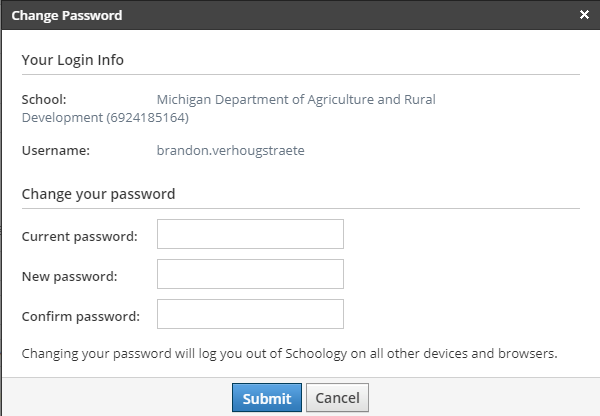 Change Password ×
Your Login Info
School: Michigan Department of Agriculture and Rural
Development (6924185164)
Username: brandon.verhougstraete
Change your password
Current password:
New password:
Confirm password:
Changing your password will log you out of Schoology on all other devices and browsers.
Submit Cancel